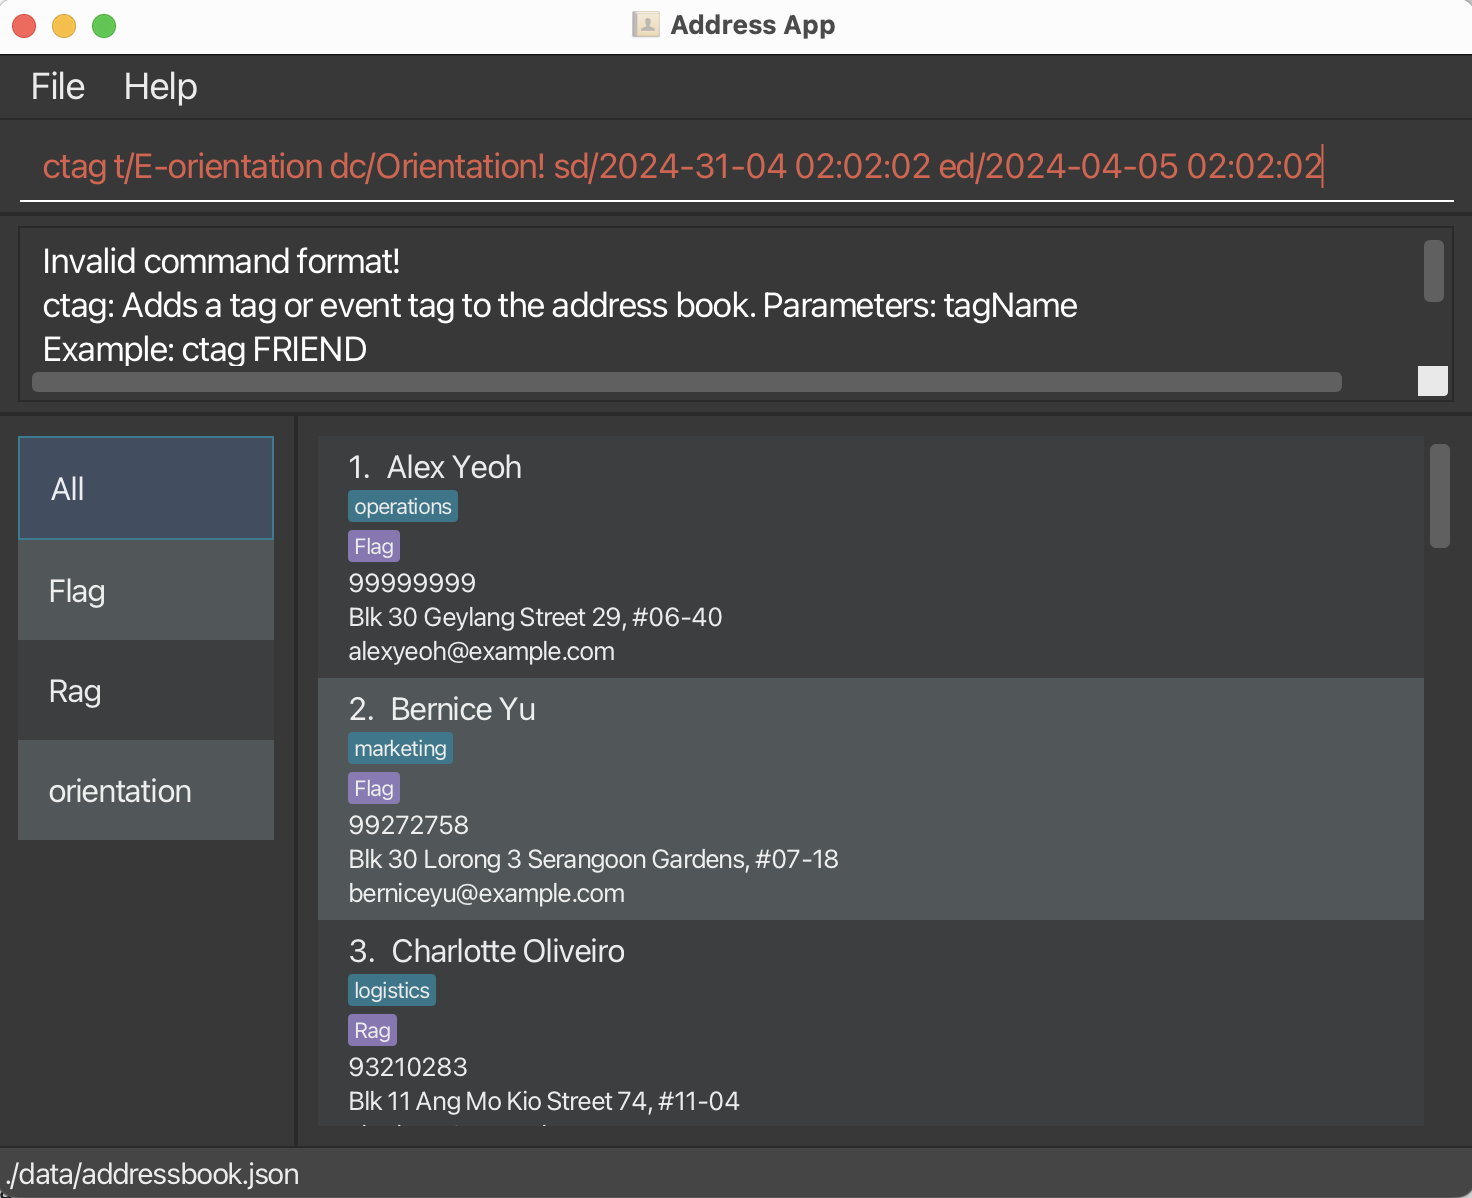 Address App
File Help
ctag t/E-orientation dc/Orientation! sd/2024-31-04 02:02:02 ed/2024-04-05 02:02:02
Invalid command format!
ctag: Adds a tag or event tag to the address book. Parameters: tagName
Example: ctag FRIEND
All
Flag
Rag
orientation
1. Alex Yeoh
operations
Flag
99999999
Blk 30 Geylang Street 29, #06-40
alexyeoh@example.com
2. Bernice Yu
marketing
Flag
99272758
Blk 30 Lorong 3 Serangoon Gardens, #07-18
berniceyu@example.com
3. Charlotte Oliveiro
logistics
Rag
93210283
Blk 11 Ang Mo Kio Street 74, #11-04
./data/addressbook.json